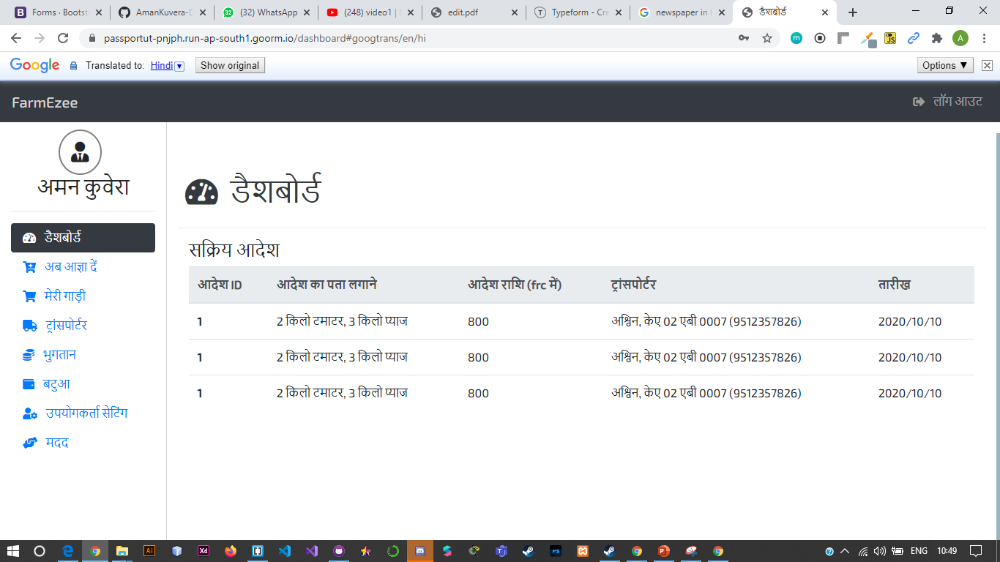 Forms · Bootst
AmanKuvera-D
(32) WhatsApp
(248) video1 |
edit.pdf
Typeform - Cre
newspaper in
डैशबोर्ड
passportut-pnjph.run-ap-south1.goorm.io/dashboard#googtrans/en/hi
A
Google Translated to: Hindi ▼ Show original Options ▼
FarmEzee
लॉग आउट
अमन कुवेरा
डैशबोर्ड
अब आज्ञा दें
मेरी गाड़ी
ट्रांसपोर्टर
भुगतान
बटुआ
उपयोगकर्ता सेटिंग
मदद
डैशबोर्ड
सक्रिय आदेश
आदेश ID आदेश का पता लगाने आदेश राशि (frc में) ट्रांसपोर्टर तारीख
1 2 किलो टमाटर, 3 किलो प्याज 800 अश्विन, केए 02 एबी 0007 (9512357826) 2020/10/10
1 2 किलो टमाटर, 3 किलो प्याज 800 अश्विन, केए 02 एबी 0007 (9512357826) 2020/10/10
1 2 किलो टमाटर, 3 किलो प्याज 800 अश्विन, केए 02 एबी 0007 (9512357826) 2020/10/10
ENG 10:49